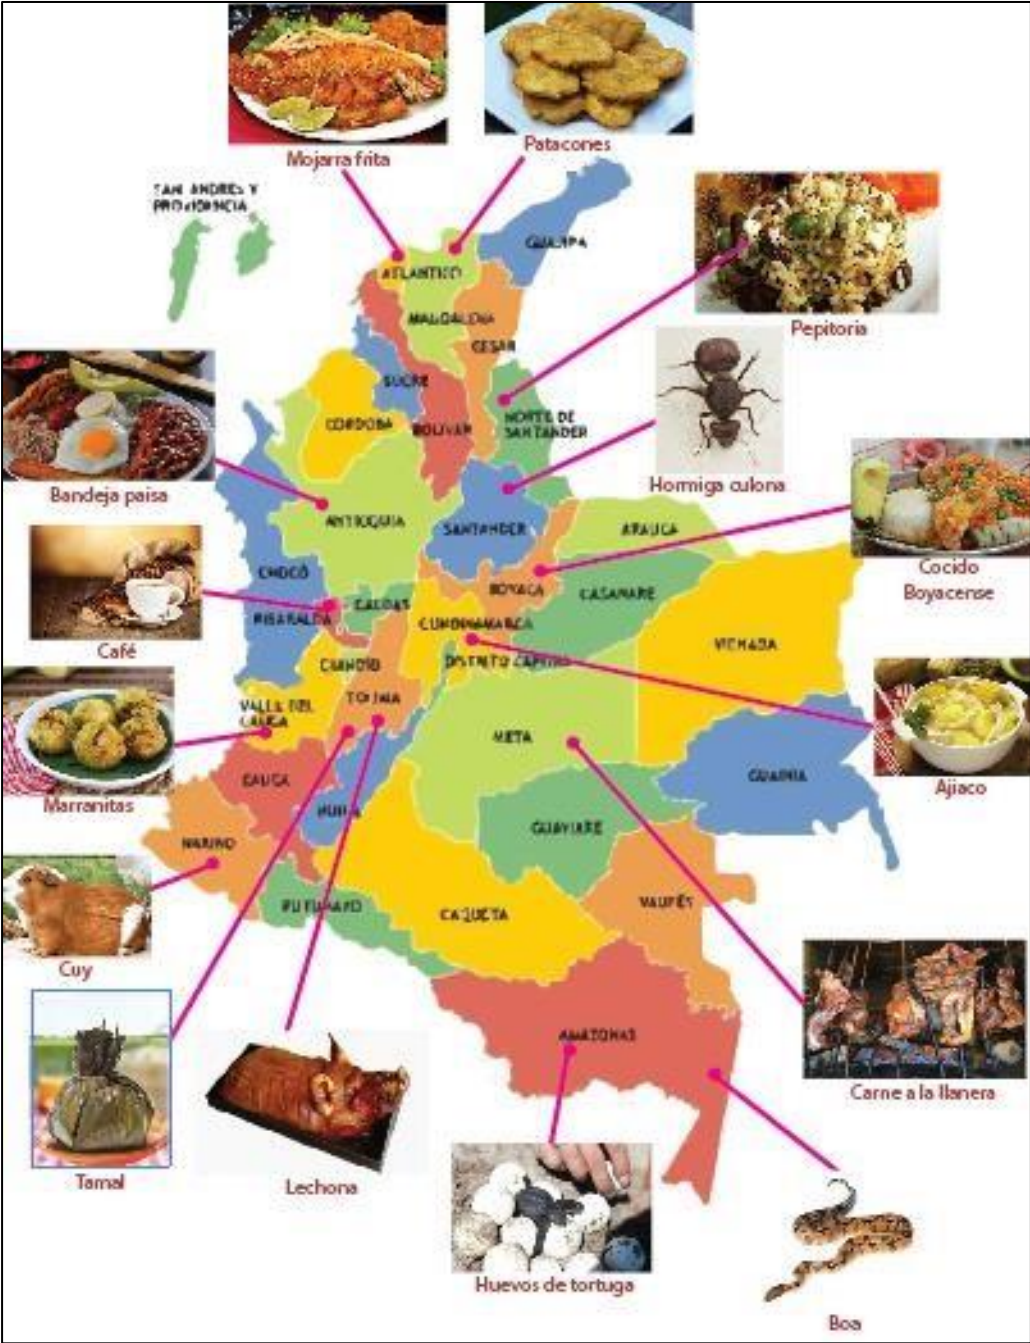 Mojarra frita
Patacones
SAN ANDRES Y
PROVIDENCIA
GUAJIRA
ATLANTICO
MAGDALENA
CESAR
Pepitoria
SUCRE
CORDOBA
BOLIVAR
NORTE DE
SANTANDER
Hormiga culona
Bandeja paisa
ANTIOQUIA
SANTANDER
ARAUCA
Cocido
Boyacense
CHOCÓ
CALDAS
BOYACA
CASANARE
RISARALDA
CUNDINAMARCA
Café
VICHADA
DISTRITO CAPITAL
TOLIMA
VALLE DEL
CAUCA
META
Marranitas
CAUCA
GUAINÍA
Ajiaco
HUILA
GUAVIARE
NARIÑO
PUTUMAYO
CAQUETA
VAUPÉS
Cuy
AMAZONAS
Carne a la llanera
Tamal
Lechona
Huevos de tortuga
Boa